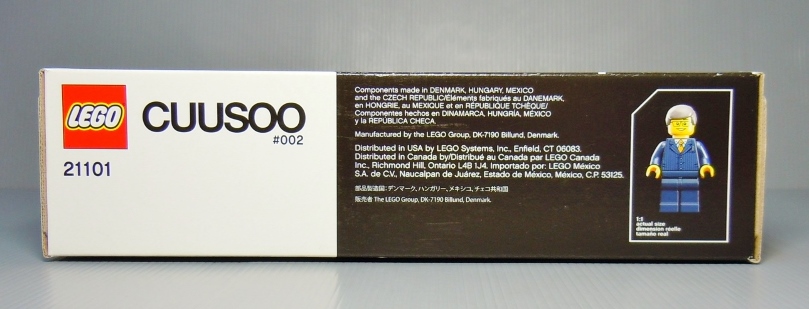 LEGO
CUUSOO
#002
21101
Components made in DENMARK, HUNGARY, MEXICO
and the CZECH REPUBLIC/Éléments fabriqués au DANEMARK,
en HONGRIE, au MEXIQUE et en RÉPUBLIQUE TCHÈQUE/
Componentes hechos en DINAMARCA, HUNGRÍA, MÉXICO
y la REPÚBLICA CHECA.
Manufactured by the LEGO Group, DK-7190 Billund, Denmark.
Distributed in USA by LEGO Systems, Inc., Enfield, CT 06083.
Distributed in Canada by/Distribué au Canada par LEGO Canada
Inc., Richmond Hill, Ontario L4B 1J4. Importado por: LEGO México
S.A. de C.V., Naucalpan de Juárez, Estado de México, México, C.P. 53125.
部品製造国: デンマーク, ハンガリー, メキシコ, チェコ共和国
販売者 The LEGO Group, DK-7190 Billund, Denmark.
1:1
actual size
dimension réelle
tamaño real